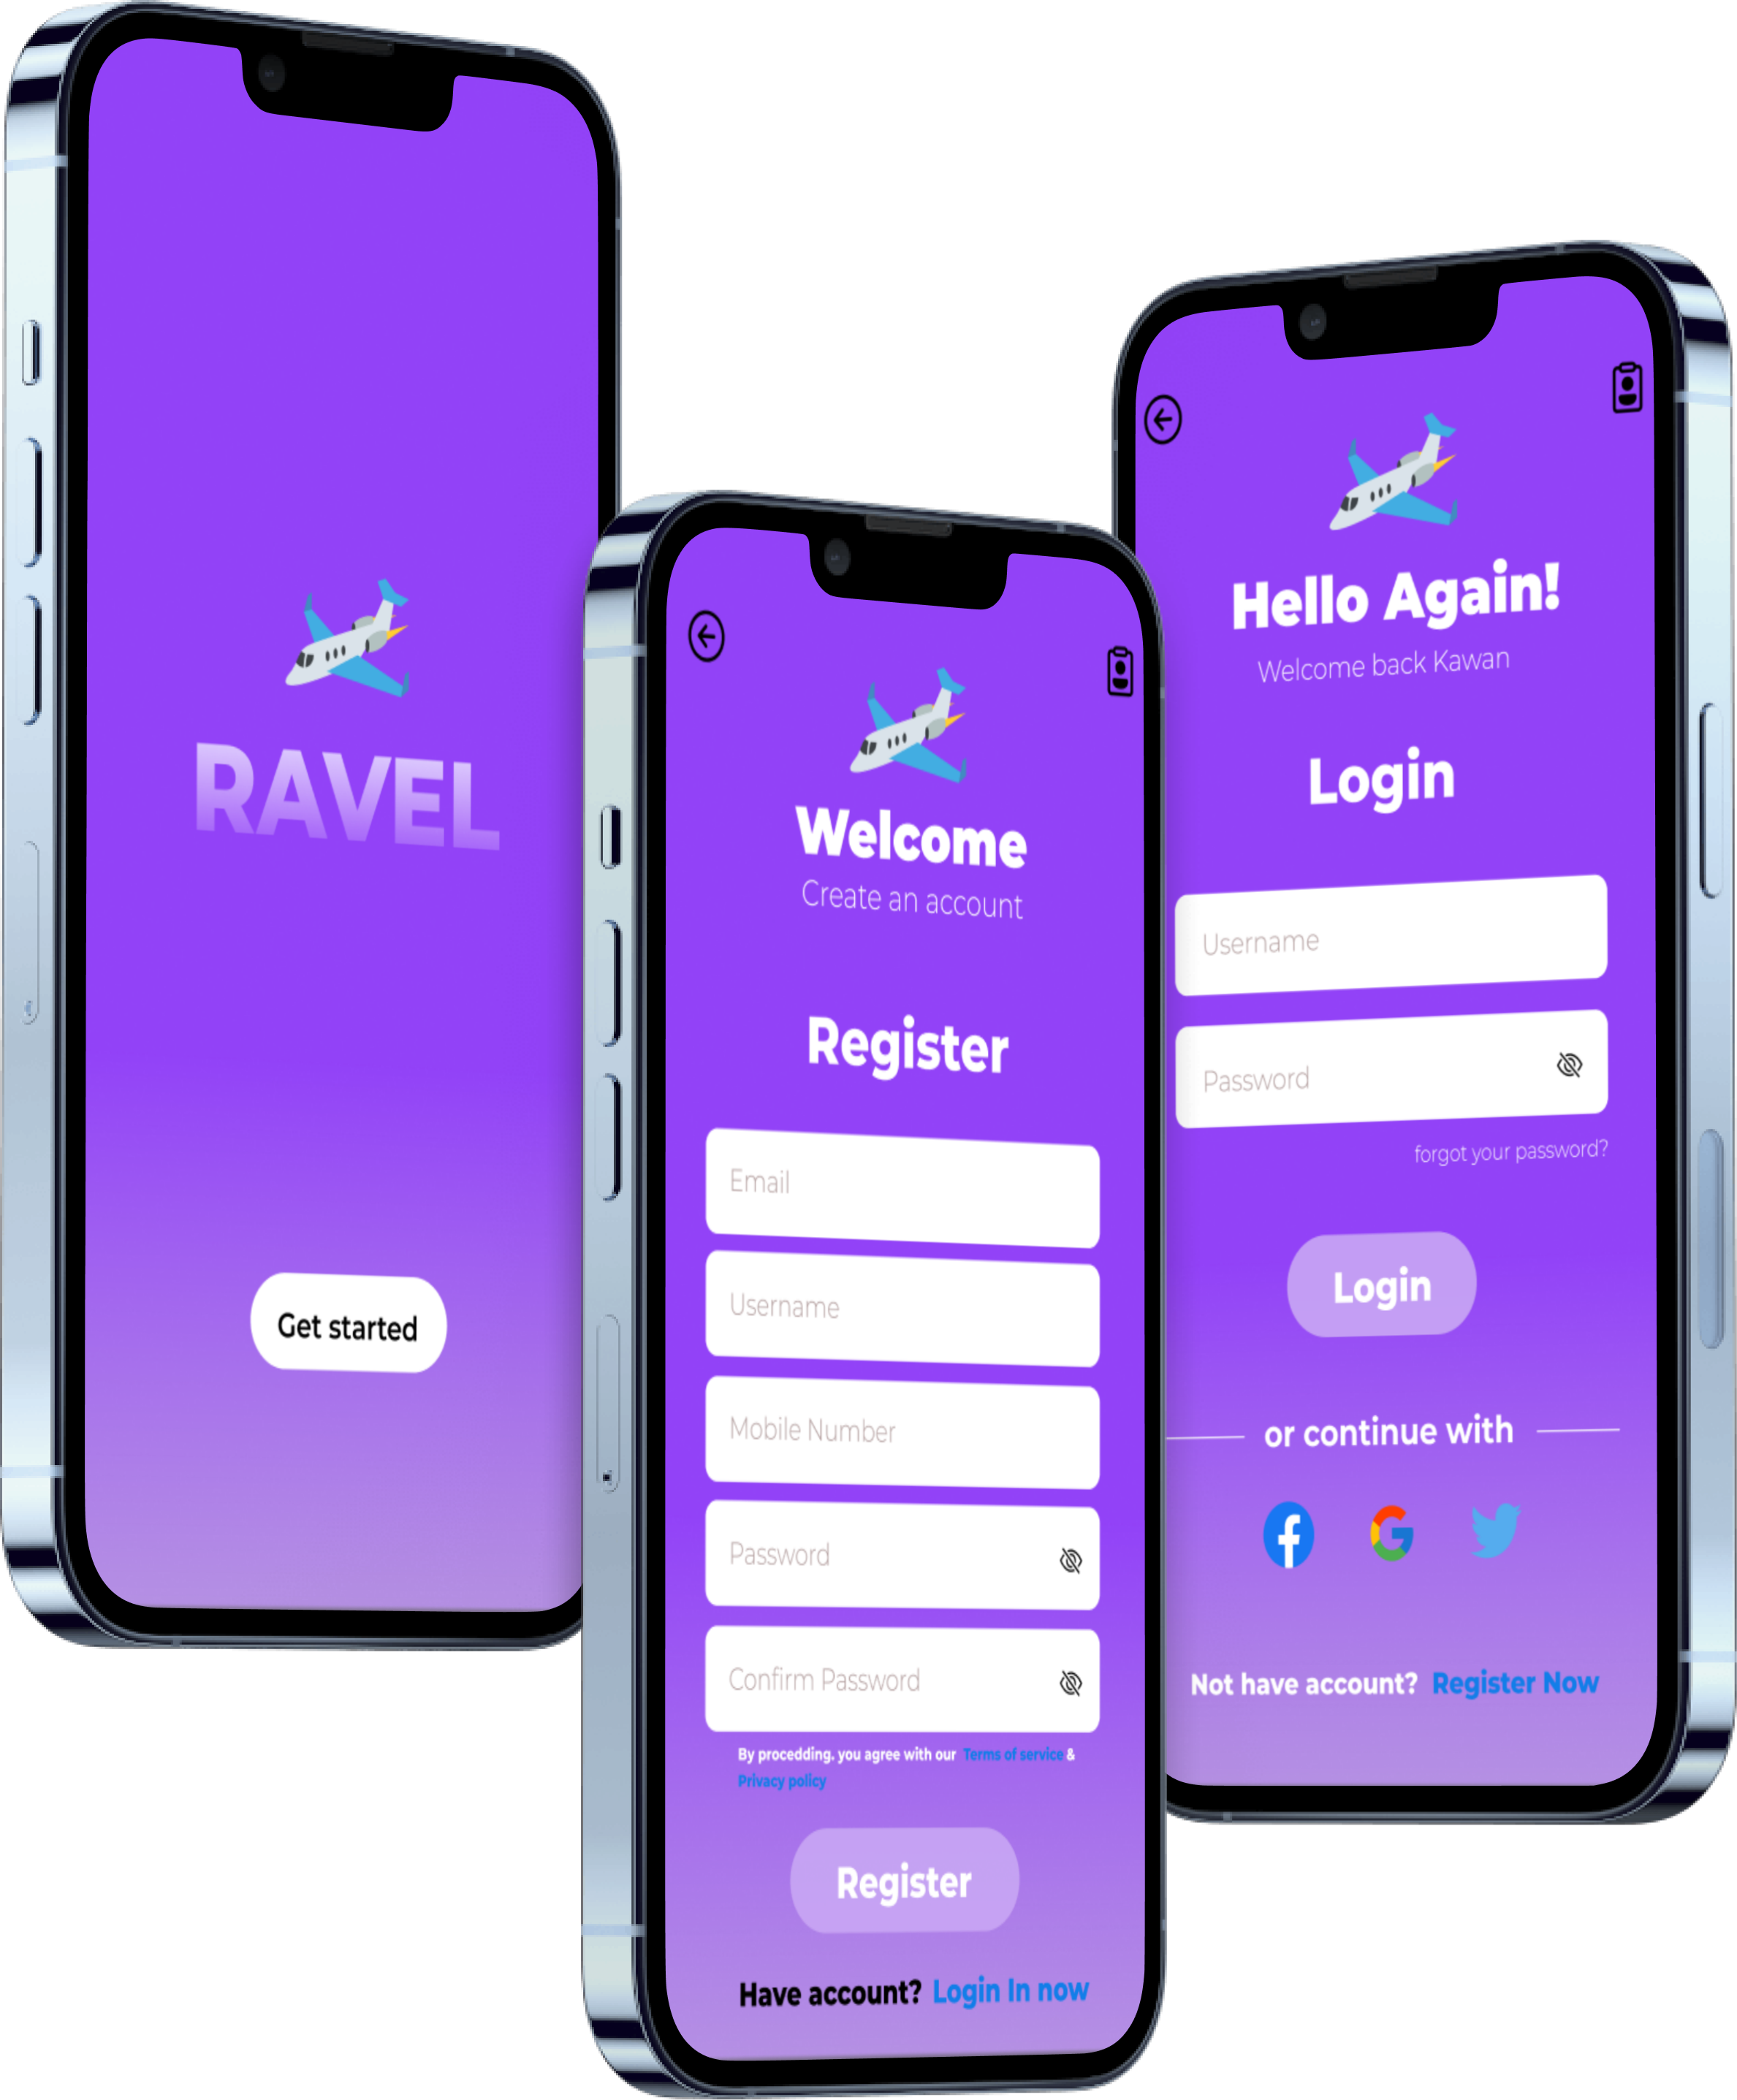 RAVEL
Get started
Welcome
Create an account
Register
Email
Username
Mobile Number
Password
Confirm Password
By procedding. you agree with our Terms of service &
Privacy policy
Register
Have account? Login In now
Hello Again!
Welcome back Kawan
Login
Username
Password
forgot your password?
Login
or continue with
Not have account? Register Now